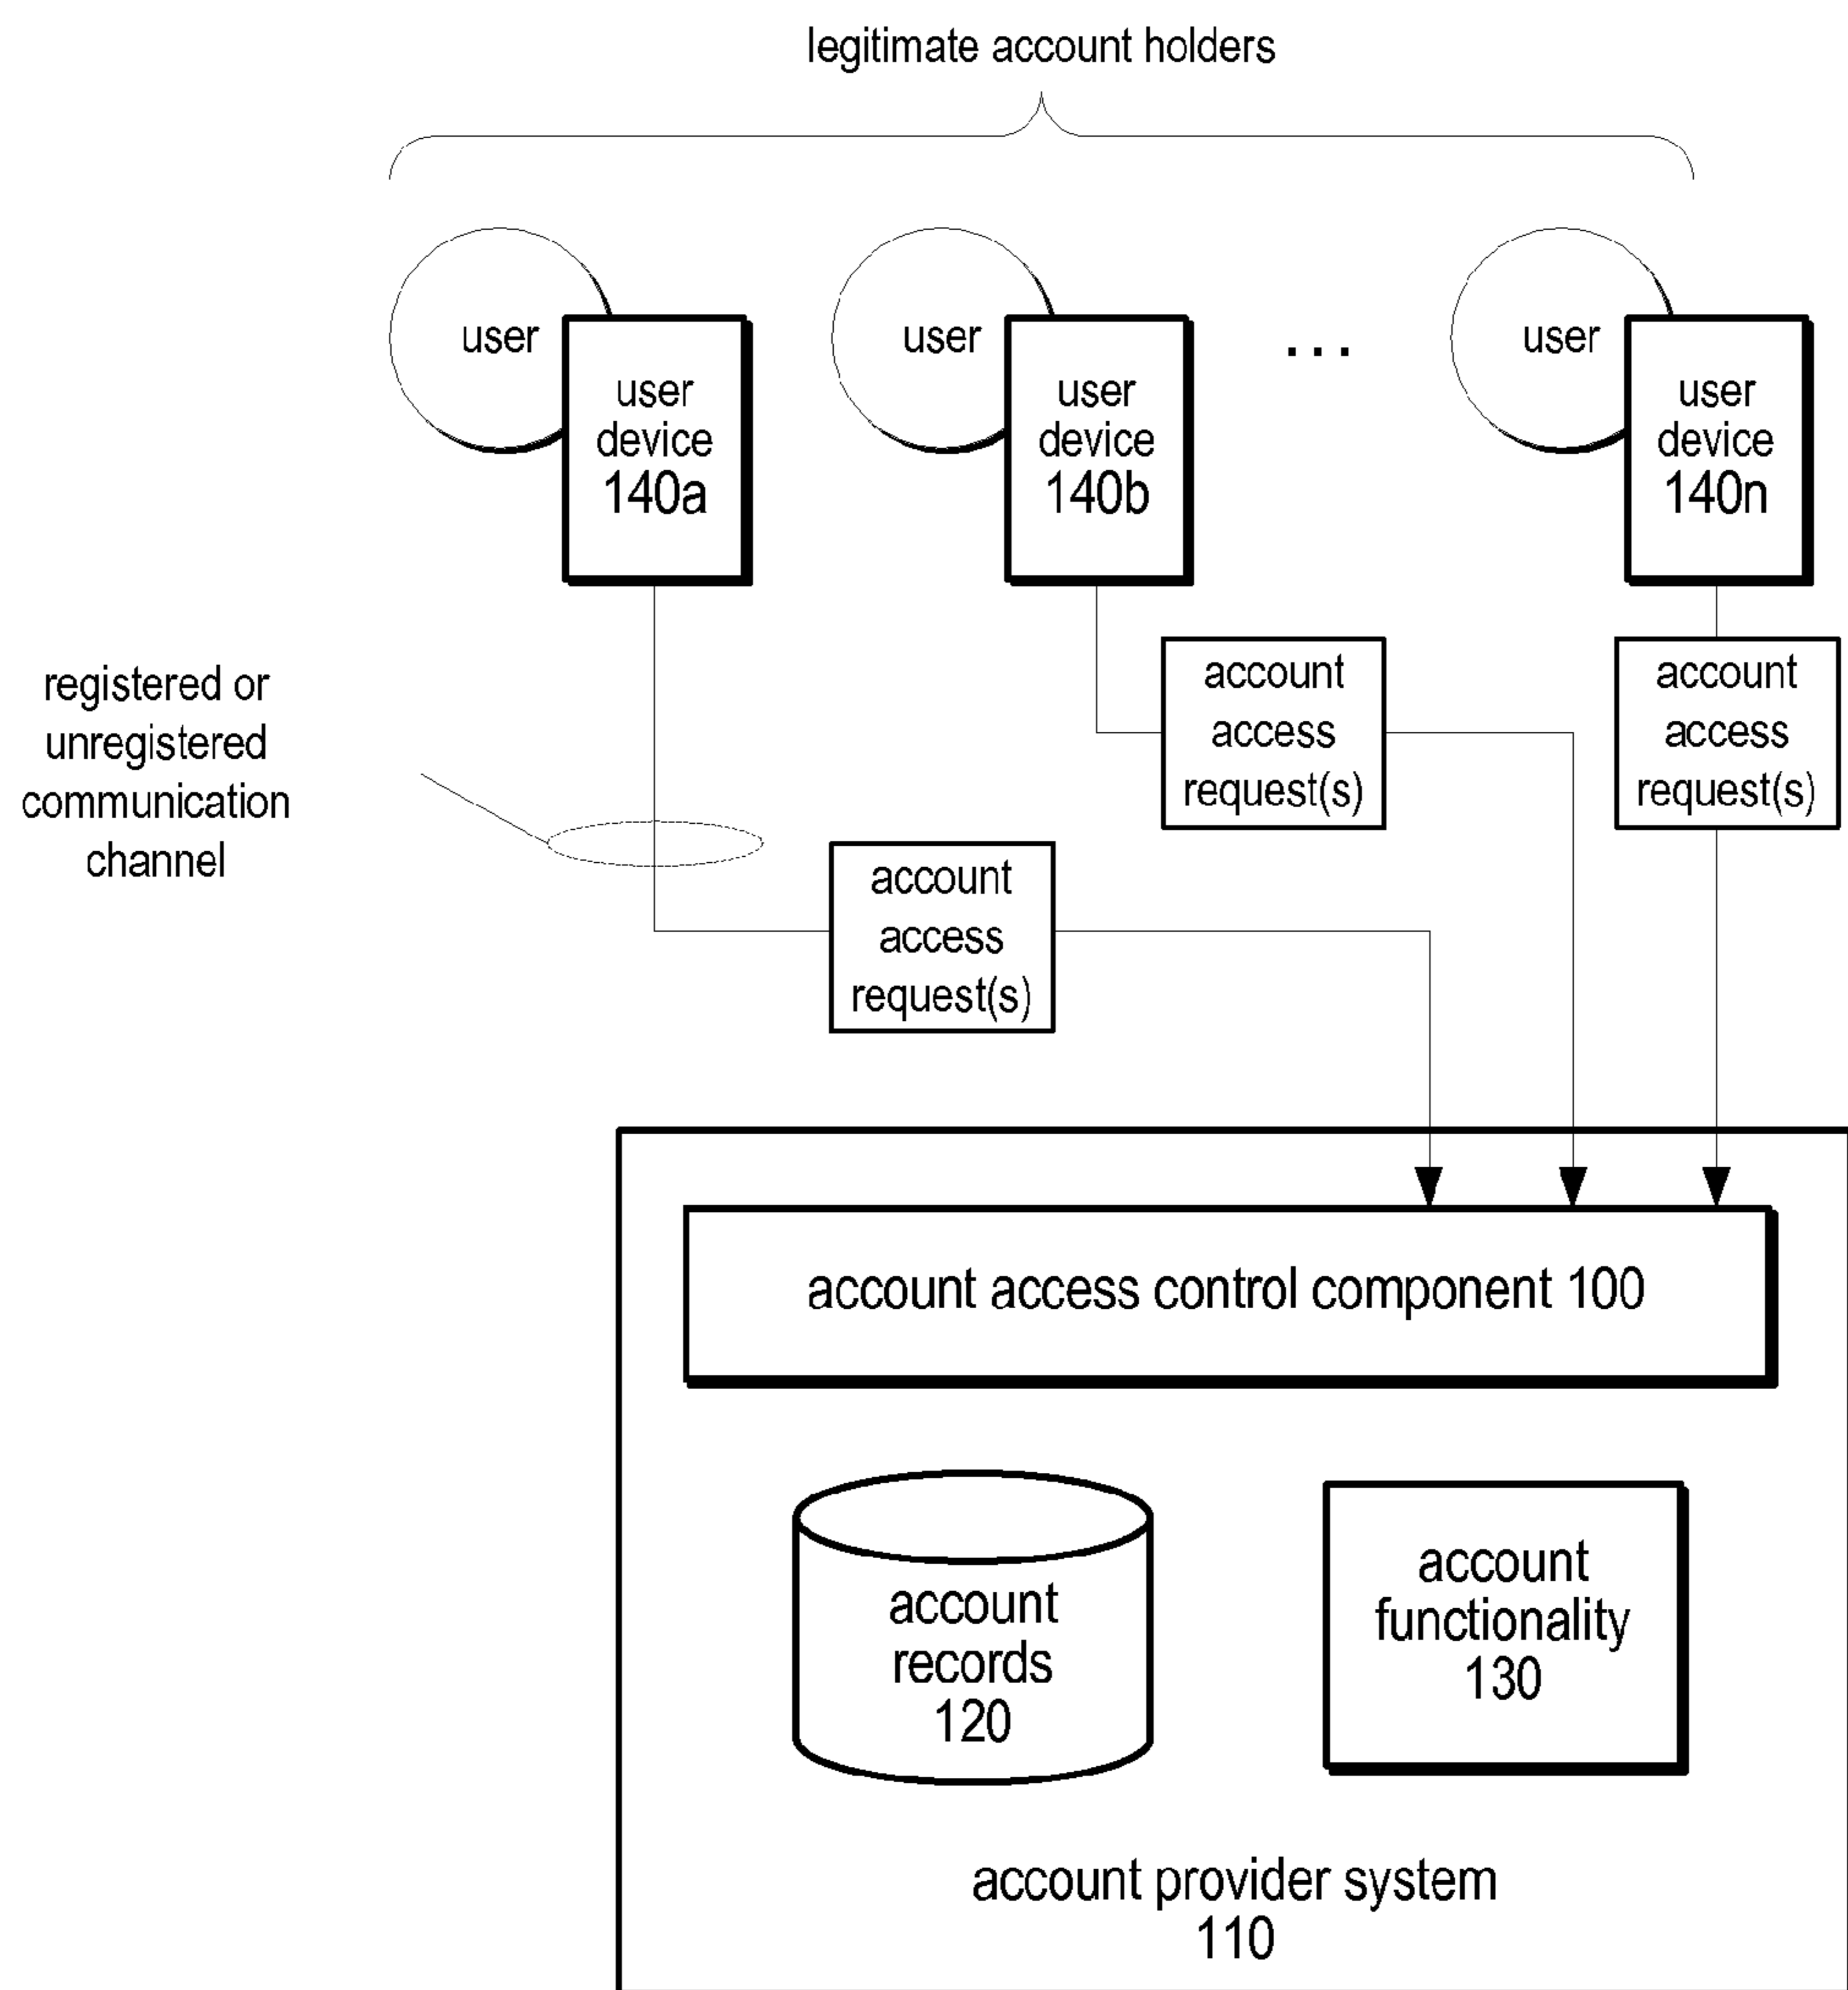 legitimate account holders
user
user
device
140a
user
user
device
140b
...
user
user
device
140n
registered or
unregistered
communication
channel
account
access
request(s)
account
access
request(s)
account
access
request(s)
account access control component 100
account
records
120
account
functionality
130
account provider system
110